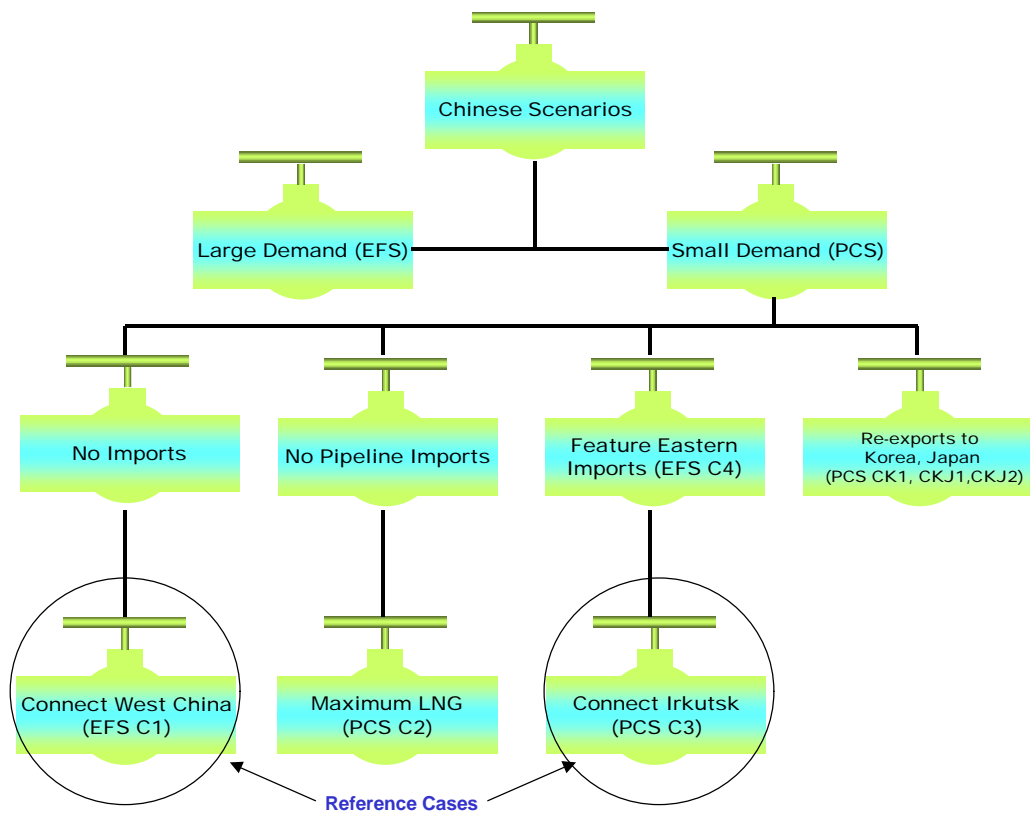 Chinese Scenarios
Large Demand (EFS)
Small Demand (PCS)
No Imports
No Pipeline Imports
Feature Eastern
Imports (EFS C4)
Re-exports to
Korea, Japan
(PCS CK1, CKJ1,CKJ2)
Connect West China
(EFS C1)
Maximum LNG
(PCS C2)
Connect Irkutsk
(PCS C3)
Reference Cases